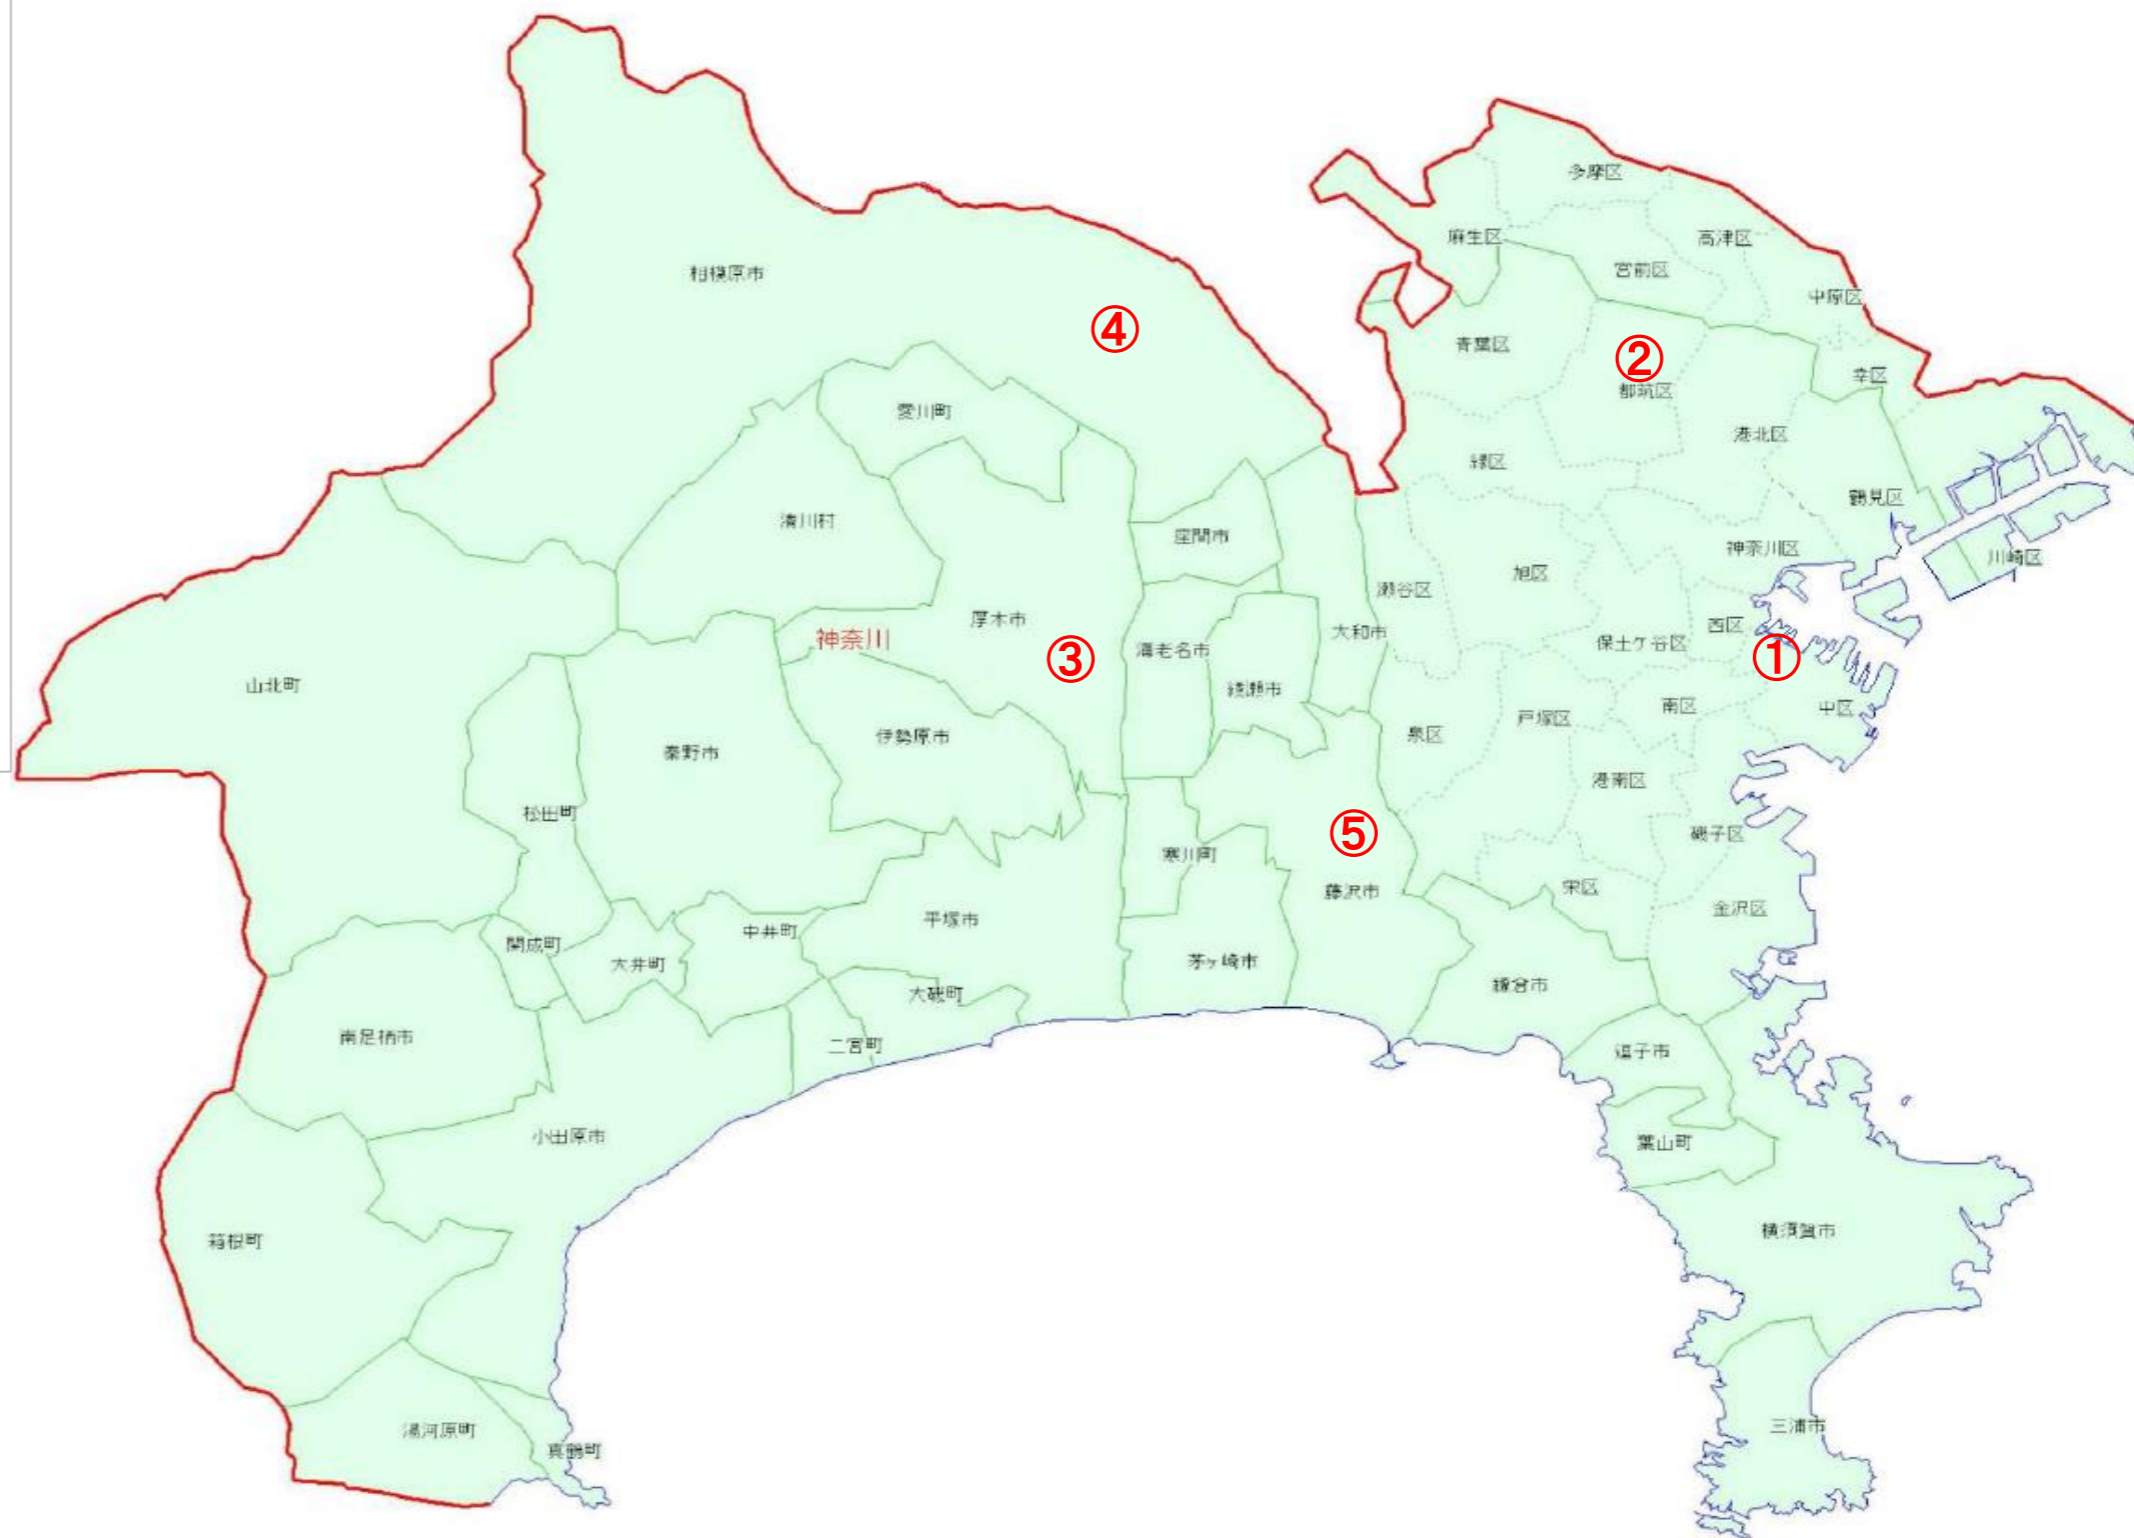 多摩区
麻生区
高津区
宮前区
相模原市
中原区
④
青葉区
②
都筑区
幸区
愛川町
港北区
緑区
鶴見区
清川村
座間市
神奈川区
川崎区
旭区
瀬谷区
厚木市
大和市
西区
神奈川
保土ケ谷区
海老名市
③
①
山北町
綾瀬市
南区
中区
戸塚区
泉区
伊勢原市
秦野市
港南区
松田町
⑤
磯子区
寒川町
栄区
藤沢市
金沢区
平塚市
中井町
開成町
大井町
茅ヶ崎市
鎌倉市
大磯町
南足柄市
二宮町
逗子市
小田原市
葉山町
横須賀市
箱根町
三浦市
湯河原町
真鶴町